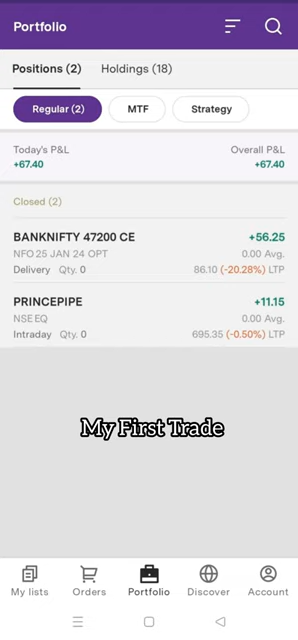 Portfolio
Positions (2) Holdings (18)
Regular (2) MTF Strategy
Today's P&L Overall P&L
+67.40 +67.40
Closed (2)
BANKNIFTY 47200 CE +56.25
NFO 25 JAN 24 OPT 0.00 Avg.
Delivery Qty. 0 86.10 (-20.28%) LTP
PRINCEPIPE +11.15
NSE EQ 0.00 Avg.
Intraday Qty. 0 695.35 (-0.50%) LTP
My First Trade
My lists Orders Portfolio Discover Account